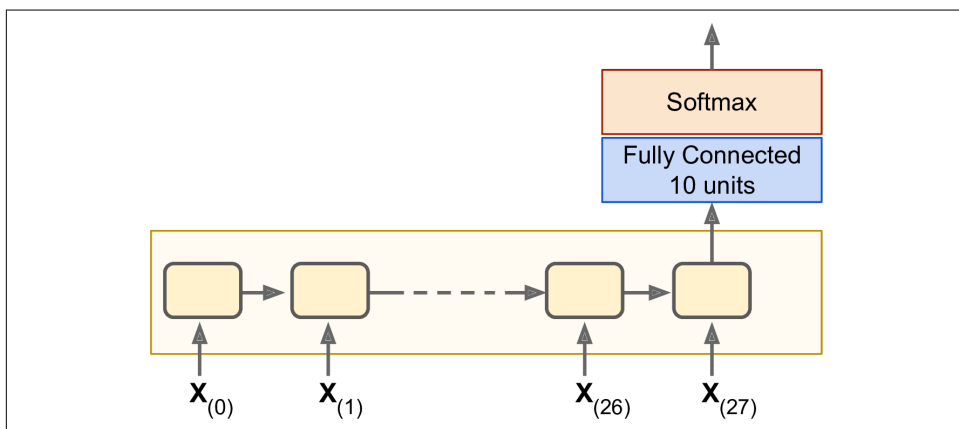 Softmax
Fully Connected
10 units
X(0) X(1) X(26) X(27)